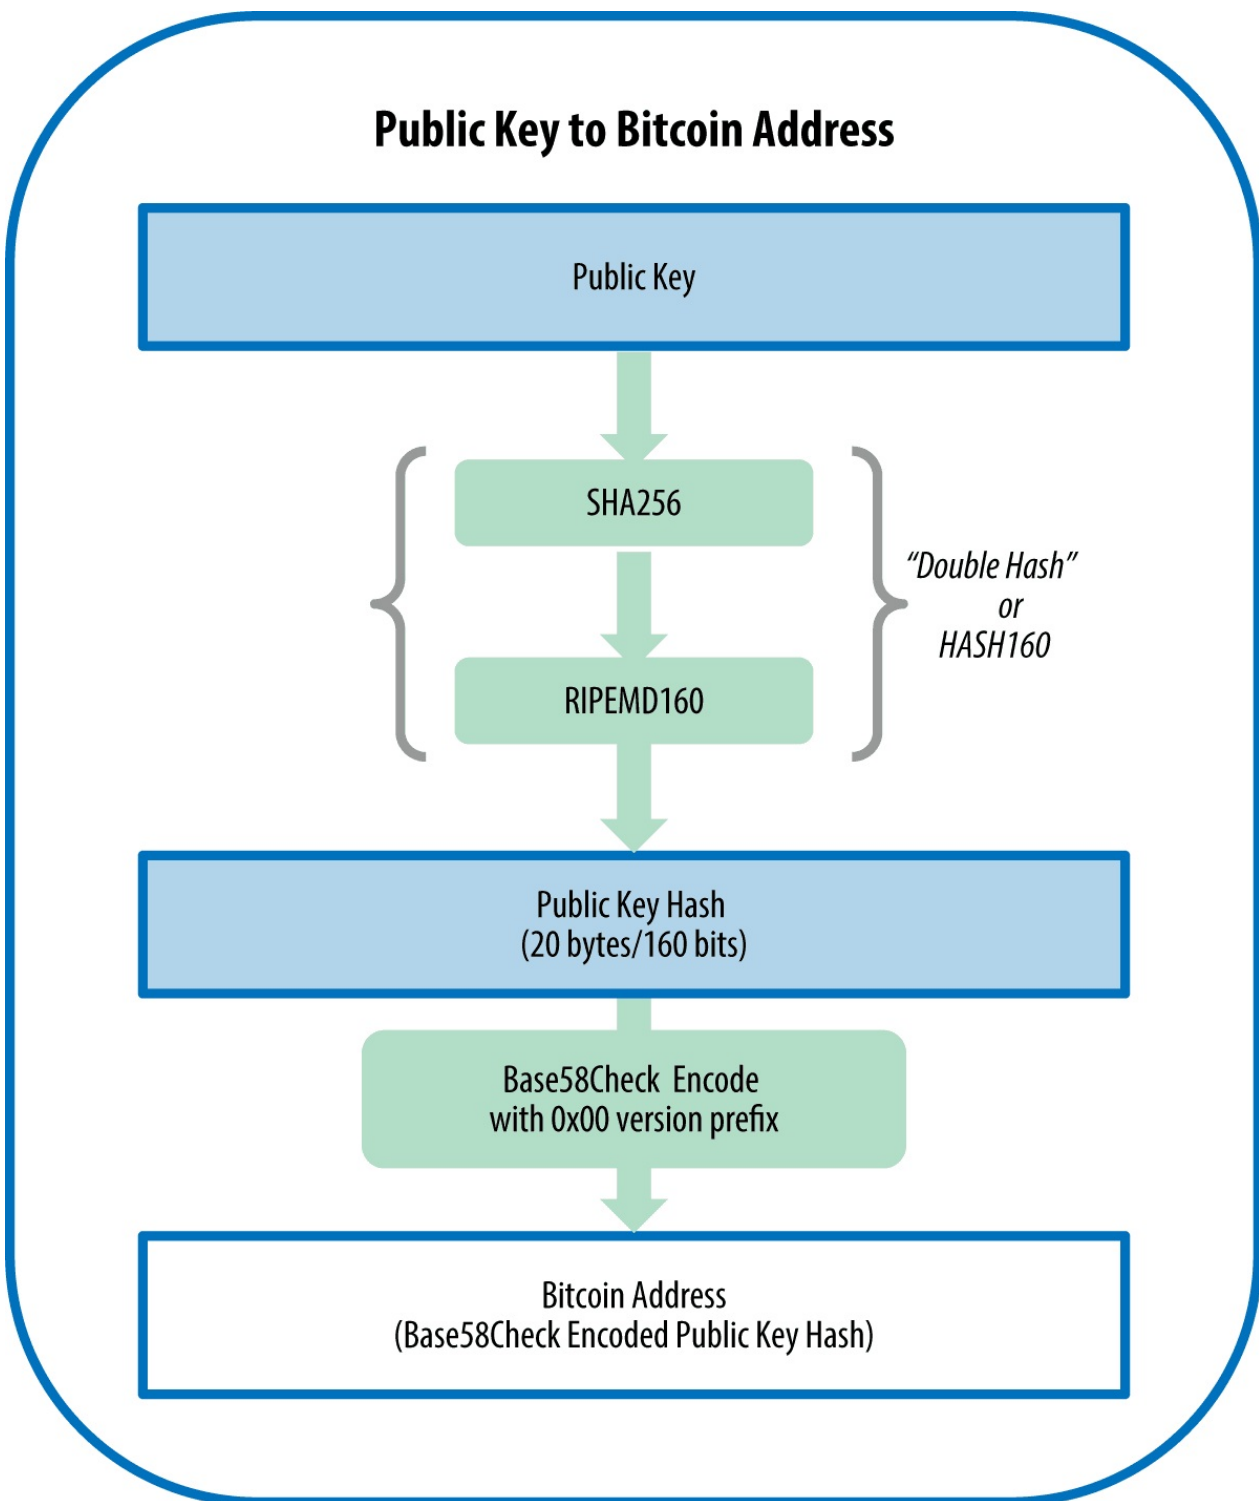 Public Key to Bitcoin Address
Public Key
SHA256
“Double Hash”
or
HASH160
RIPEMD160
Public Key Hash
(20 bytes/160 bits)
Base58Check Encode
with 0x00 version prefix
Bitcoin Address
(Base58Check Encoded Public Key Hash)